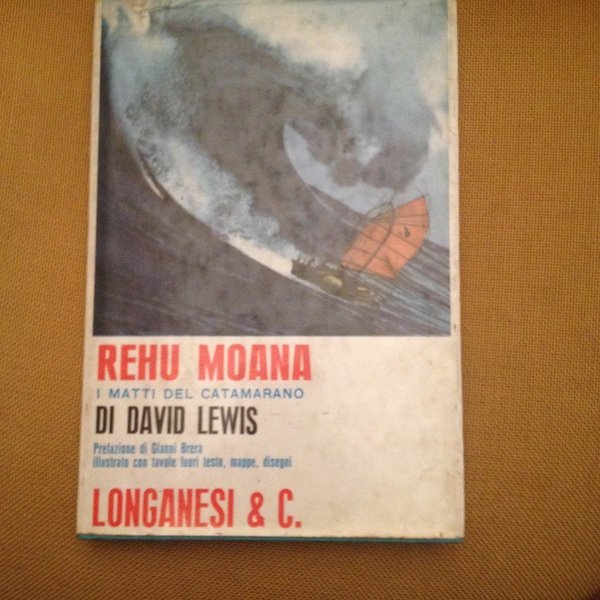 REHU MOANA
I MATTI DEL CATAMARANO
DI DAVID LEWIS
Prefazione di Gianni Brera
illustrato con tavole fuori testo, mappe, disegni
LONGANESI & C.